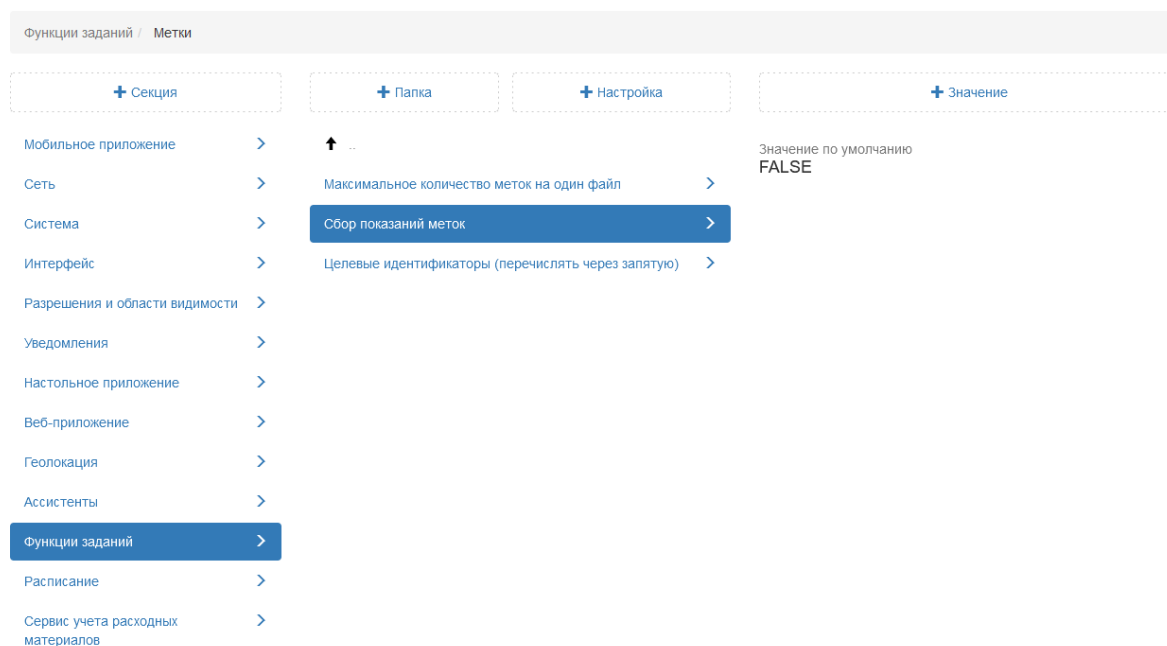 Функции заданий / Метки
+ Секция
+ Папка
+ Настройка
+ Значение
Мобильное приложение
Сеть
Система
Интерфейс
Разрешения и области видимости
Уведомления
Настольное приложение
Веб-приложение
Геолокация
Ассистенты
Функции заданий
Расписание
Сервис учета расходных
материалов
..
Максимальное количество меток на один файл
Сбор показаний меток
Целевые идентификаторы (перечислять через запятую)
Значение по умолчанию
FALSE